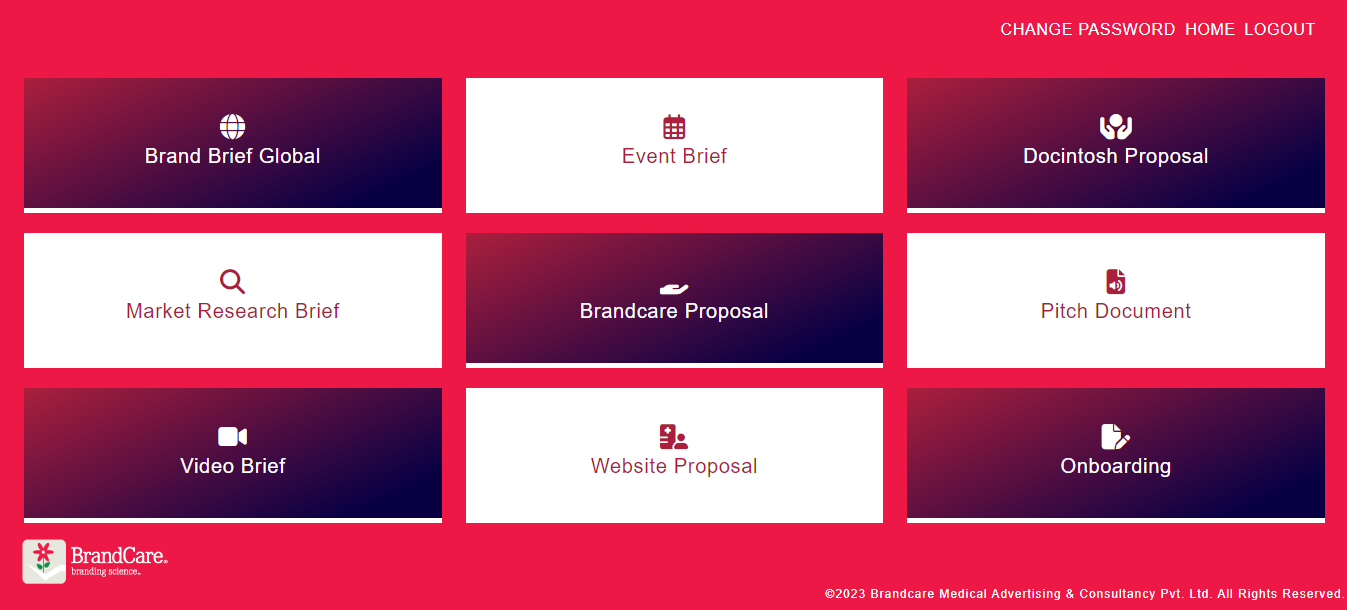 CHANGE PASSWORD HOME LOGOUT
Brand Brief Global
Event Brief
Docintosh Proposal
Market Research Brief
Brandcare Proposal
Pitch Document
Video Brief
Website Proposal
Onboarding
BrandCare®
branding science™
©2023 Brandcare Medical Advertising & Consultancy Pvt. Ltd. All Rights Reserved.